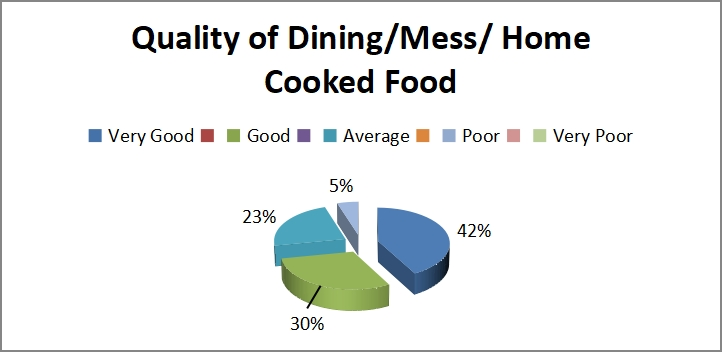 Quality of Dining/Mess/ Home
Cooked Food
Very Good Good Average Poor Very Poor
5%
23%
42%
30%